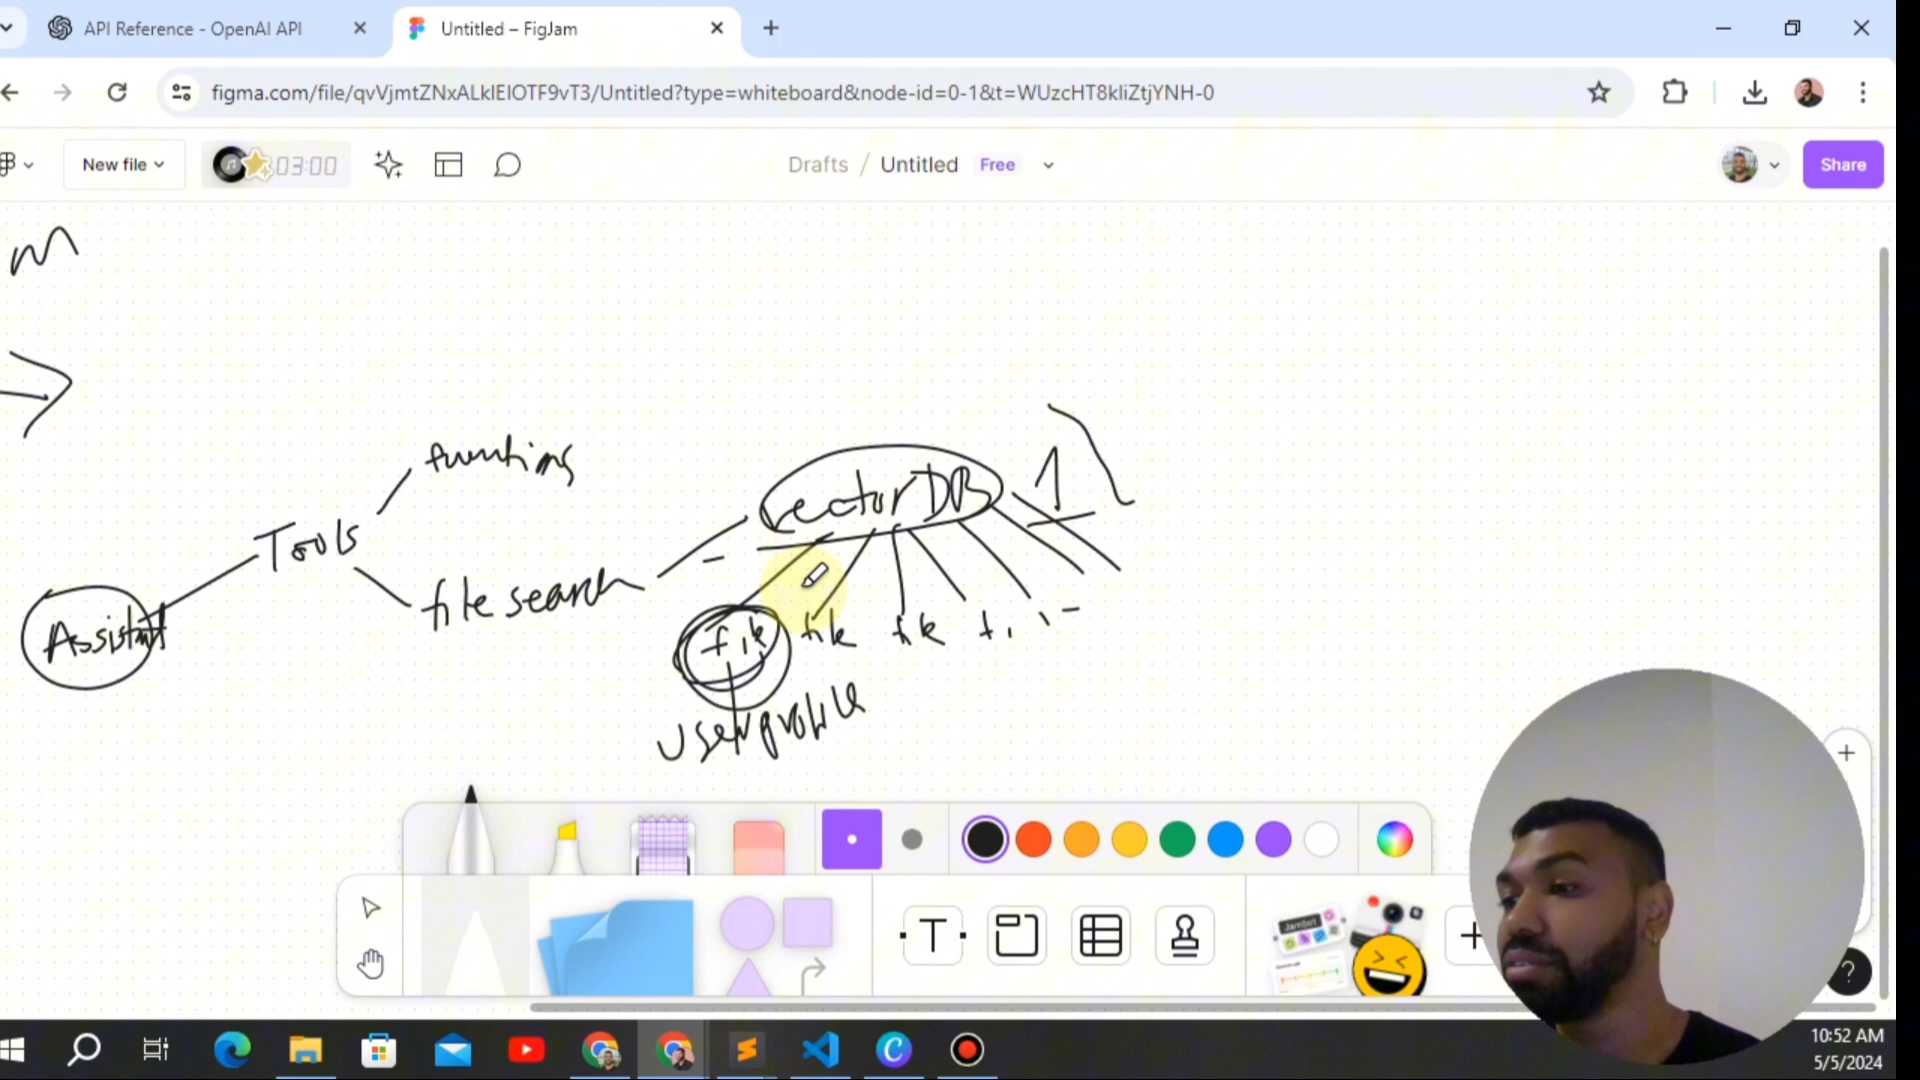 API Reference - OpenAI API
Untitled – FigJam
figma.com/file/qvVjmtZNxALkIEIOTF9vT3/Untitled?type=whiteboard&node-id=0-1&t=WUzcHT8kIiZtjYNH-0
New file
03:00
Drafts / Untitled Free
Share
m
functions
vectorDB 1
Tools
file search
Assistant
file file file f
User profile
T
Jambot
?
10:52 AM
5/5/2024